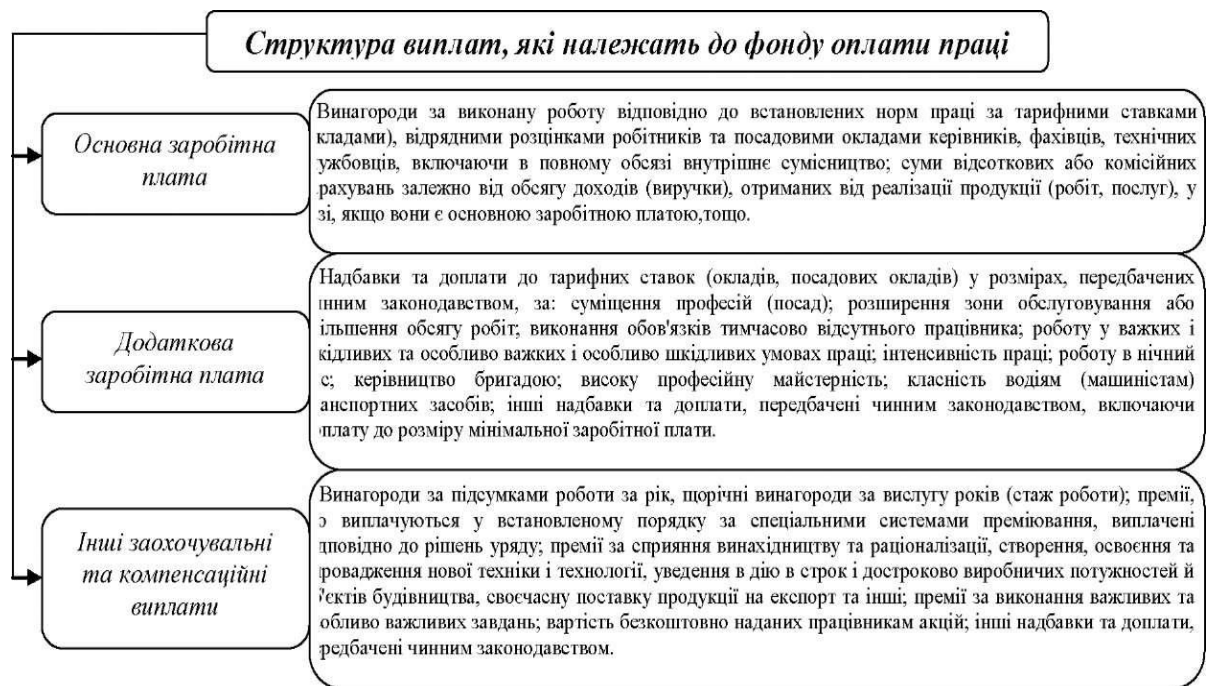 Структура виплат, які належать до фонду оплати праці
Основна заробітна
плата
Винагороди за виконану роботу відповідно до встановлених норм праці за тарифними ставками
кладами), відрядними розцінками робітників та посадовими окладами керівників, фахівців, технічних
ужбовців, включаючи в повному обсязі внутрішнє сумісництво; суми відсоткових або комісійних
рахувань залежно від обсягу доходів (виручки), отриманих від реалізації продукції (робіт, послуг), у
зі, якщо вони є основною заробітною платою,тощо.
Додаткова
заробітна плата
Надбавки та доплати до тарифних ставок (окладів, посадових окладів) у розмірах, передбачених
нним законодавством, за: суміщення професій (посад); розширення зони обслуговування або
ільшення обсягу робіт; виконання обов'язків тимчасово відсутнього працівника; роботу у важких і
кідливих та особливо важких і особливо шкідливих умовах праці; інтенсивність праці; роботу в нічний
с; керівництво бригадою; високу професійну майстерність; класність водіям (машиністам)
анспортних засобів; інші надбавки та доплати, передбачені чинним законодавством, включаючи
оплату до розміру мінімальної заробітної плати.
Інші заохочувальні
та компенсаційні
виплати
Винагороди за підсумками роботи за рік, щорічні винагороди за вислугу років (стаж роботи); премії,
о виплачуються у встановленому порядку за спеціальними системами преміювання, виплачені
дповідно до рішень уряду; премії за сприяння винахідництву та раціоналізації, створення, освоєння та
ровадження нової техніки і технології, уведення в дію в строк і достроково виробничих потужностей й
'єктів будівництва, своєчасну поставку продукції на експорт та інші; премії за виконання важливих та
обливо важливих завдань; вартість безкоштовно наданих працівникам акцій; інші надбавки та доплати,
редбачені чинним законодавством.